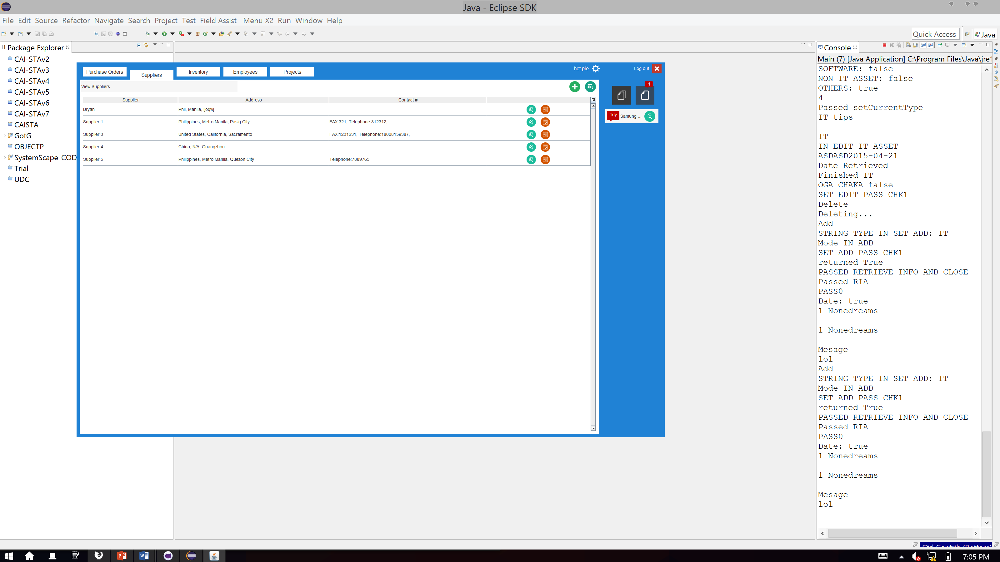 Java - Eclipse SDK
File Edit Source Refactor Navigate Search Project Test Field Assist Menu X2 Run Window Help
Quick Access
Java
Package Explorer
CAI-STAv2
CAI-STAv3
CAI-STAv4
CAI-STAv5
CAI-STAv6
CAI-STAv7
CAISTA
GotG
OBJECTP
SystemScape_COD
Trial
UDC
Purchase Orders
Suppliers
Inventory
Employees
Projects
hot pie
Log out
View Suppliers
1
Supplier Address Contact #
Bryan Phil, Manila, ijoqwj
Supplier 1 Philippines, Metro Manila, Pasig City FAX:321, Telephone:312312,
Supplier 3 United States, California, Sacramento FAX:1231231, Telephone:18008159387,
Supplier 4 China, N/A, Guangzhou
Supplier 5 Philippines, Metro Manila, Quezon City Telephone:7889765,
1dy Samung ...
Console
Main (7) [Java Application] C:\Program Files\Java\jre1
SOFTWARE: false
NON IT ASSET: false
OTHERS: true
4
Passed setCurrentType
IT tips
IT
IN EDIT IT ASSET
ASDASD2015-04-21
Date Retrieved
Finished IT
OGA CHAKA false
SET EDIT PASS CHK1
Delete
Deleting...
Add
STRING TYPE IN SET ADD: IT
Mode IN ADD
SET ADD PASS CHK1
returned True
PASSED RETRIEVE INFO AND CLOSE
Passed RIA
PASS0
Date: true
1 Nonedreams
1 Nonedreams
Mesage
lol
Add
STRING TYPE IN SET ADD: IT
Mode IN ADD
SET ADD PASS CHK1
returned True
PASSED RETRIEVE INFO AND CLOSE
Passed RIA
PASS0
Date: true
1 Nonedreams
1 Nonedreams
Mesage
lol
Ctrl Contrib (Bottom)
7:05 PM